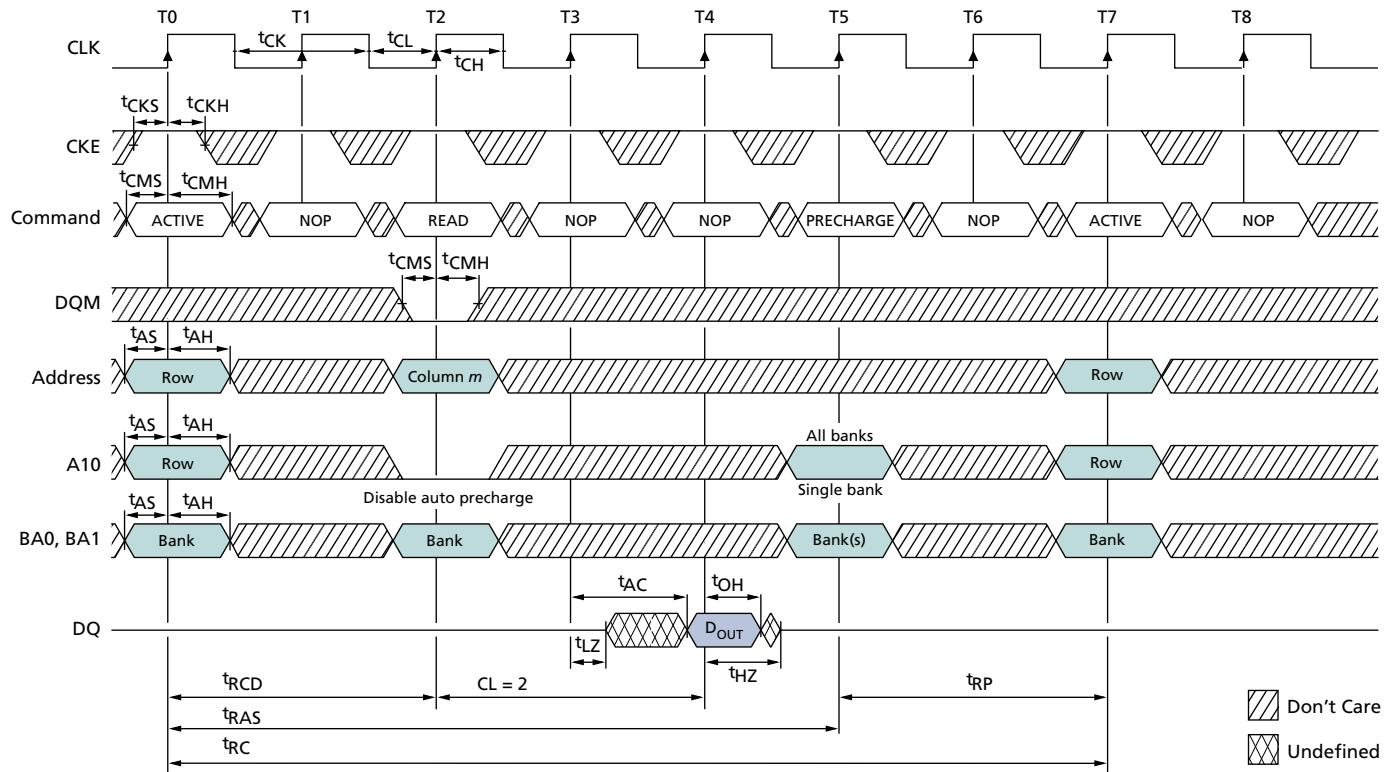 T0 T1 T2 T3 T4 T5 T6 T7 T8
CLK
tCK tCL
tCH
tCKS tCKH
CKE
tCMS tCMH
Command ACTIVE NOP READ NOP NOP PRECHARGE NOP ACTIVE NOP
tCMS tCMH
DQM
tAS tAH
Address Row Column m Row
tAS tAH
All banks
A10 Row Row
Disable auto precharge Single bank
tAS tAH
BA0, BA1 Bank Bank Bank(s) Bank
tAC tOH
DQ DOUT
tLZ tHZ
tRCD CL = 2 tRP
tRAS
tRC
Don't Care
Undefined